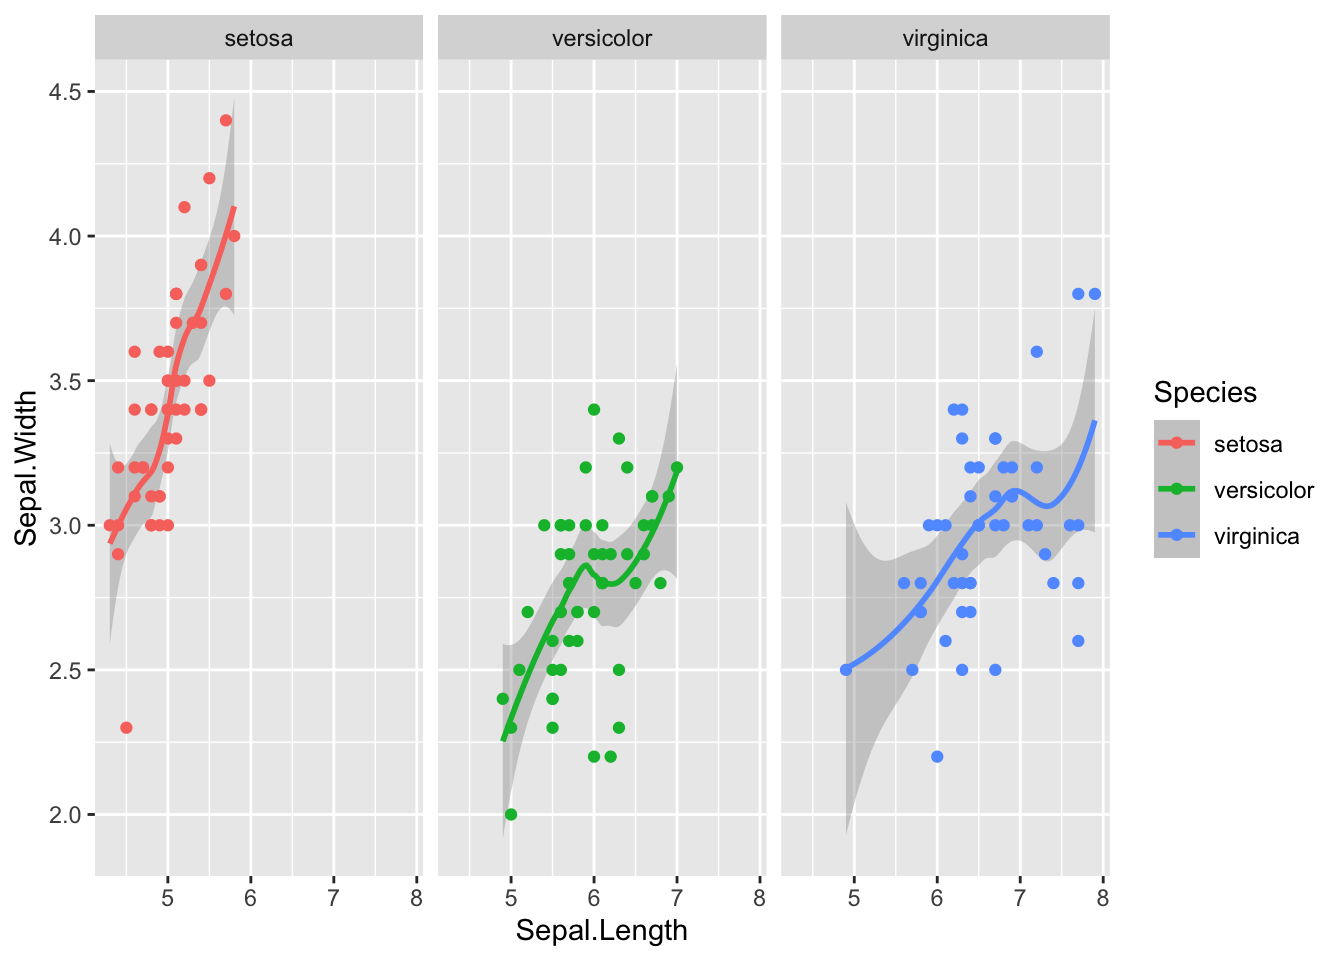 setosa
versicolor
virginica
4.5
4.0
3.5
3.0
2.5
2.0
Sepal.Width
5 6 7 8
5 6 7 8
5 6 7 8
Sepal.Length
Species
setosa
versicolor
virginica